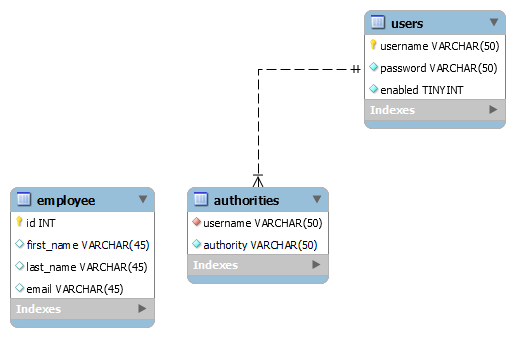 users
username VARCHAR(50)
password VARCHAR(50)
enabled TINYINT
Indexes
employee
id INT
first_name VARCHAR(45)
last_name VARCHAR(45)
email VARCHAR(45)
Indexes
authorities
username VARCHAR(50)
authority VARCHAR(50)
Indexes